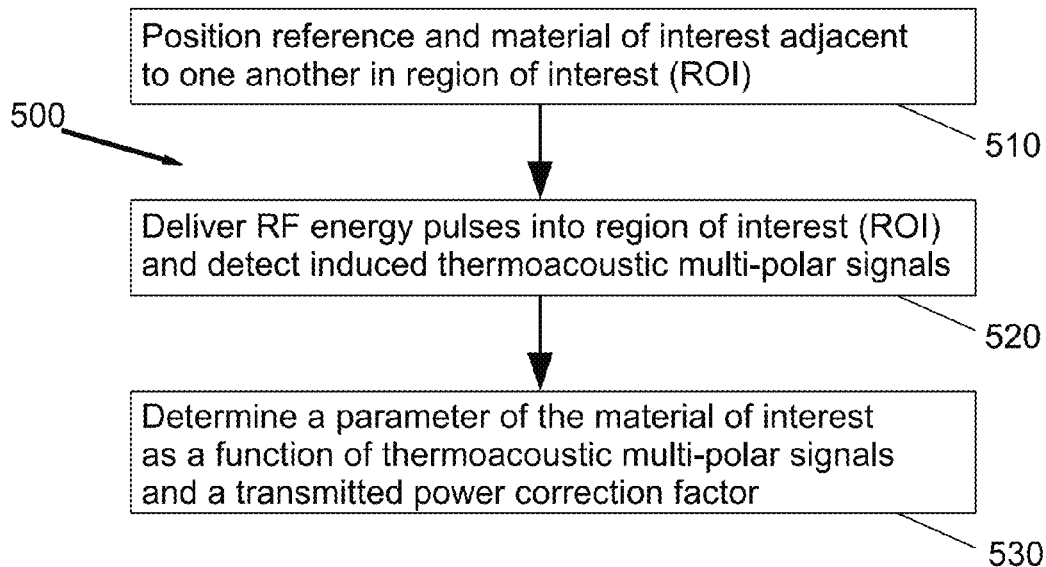 Position reference and material of interest adjacent
to one another in region of interest (ROI)
500
510
Deliver RF energy pulses into region of interest (ROI)
and detect induced thermoacoustic multi-polar signals
520
Determine a parameter of the material of interest
as a function of thermoacoustic multi-polar signals
and a transmitted power correction factor
530